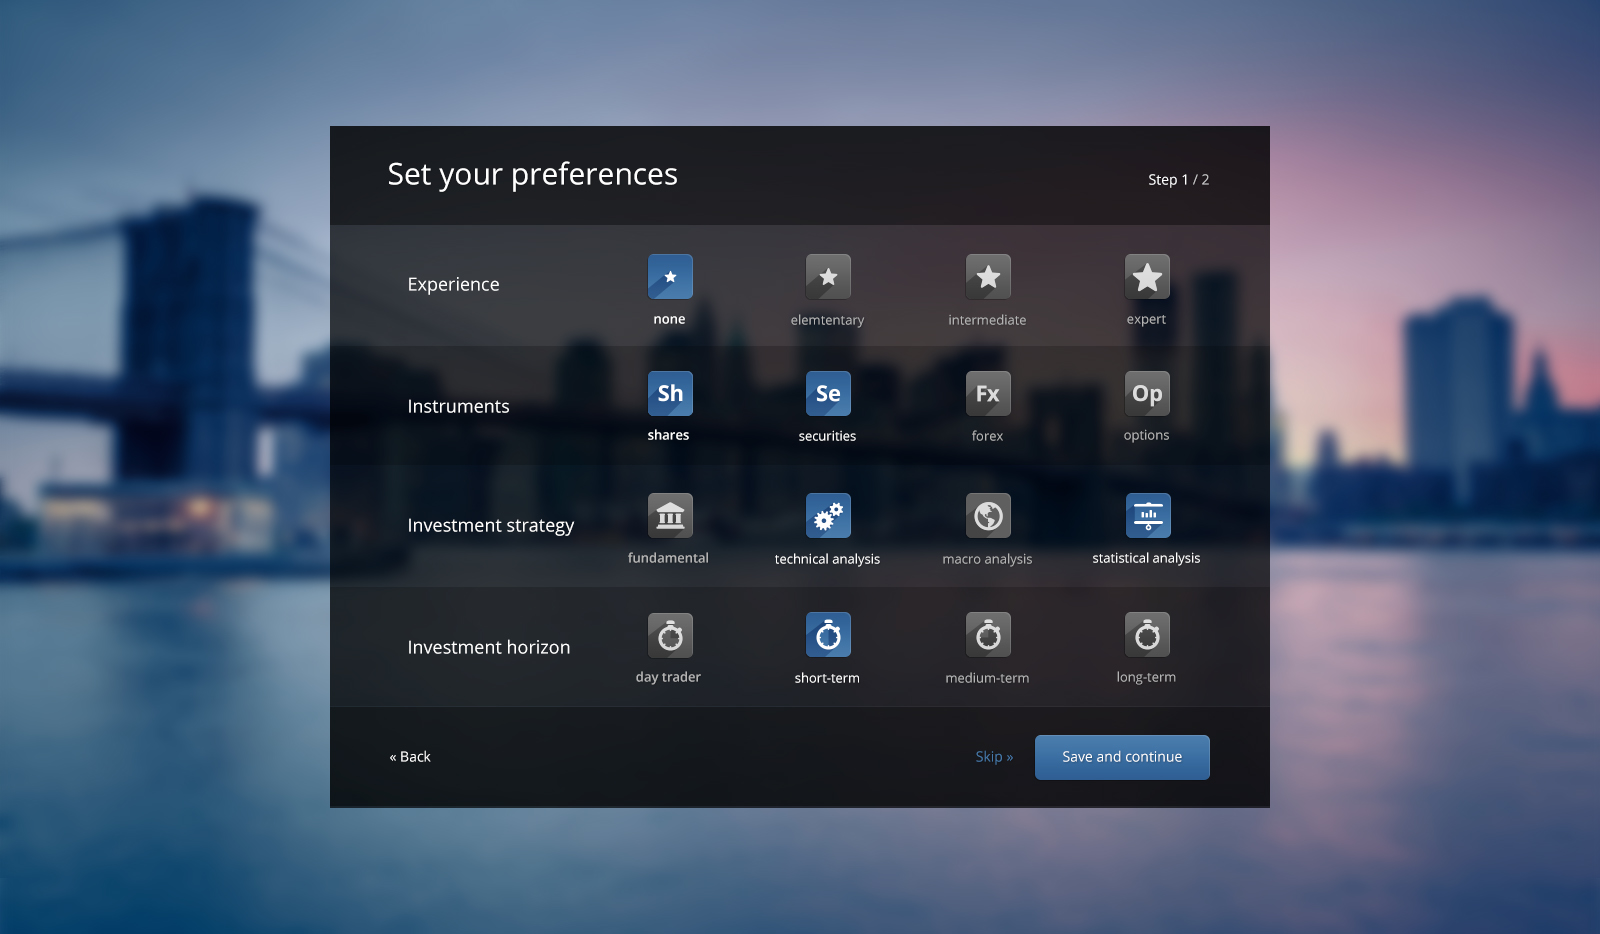 Set your preferences
Step 1 / 2
Experience
none
elemtentary
intermediate
expert
Instruments
Sh
Se
Fx
Op
shares
securities
forex
options
Investment strategy
fundamental
technical analysis
macro analysis
statistical analysis
Investment horizon
day trader
short-term
medium-term
long-term
« Back
Skip »
Save and continue